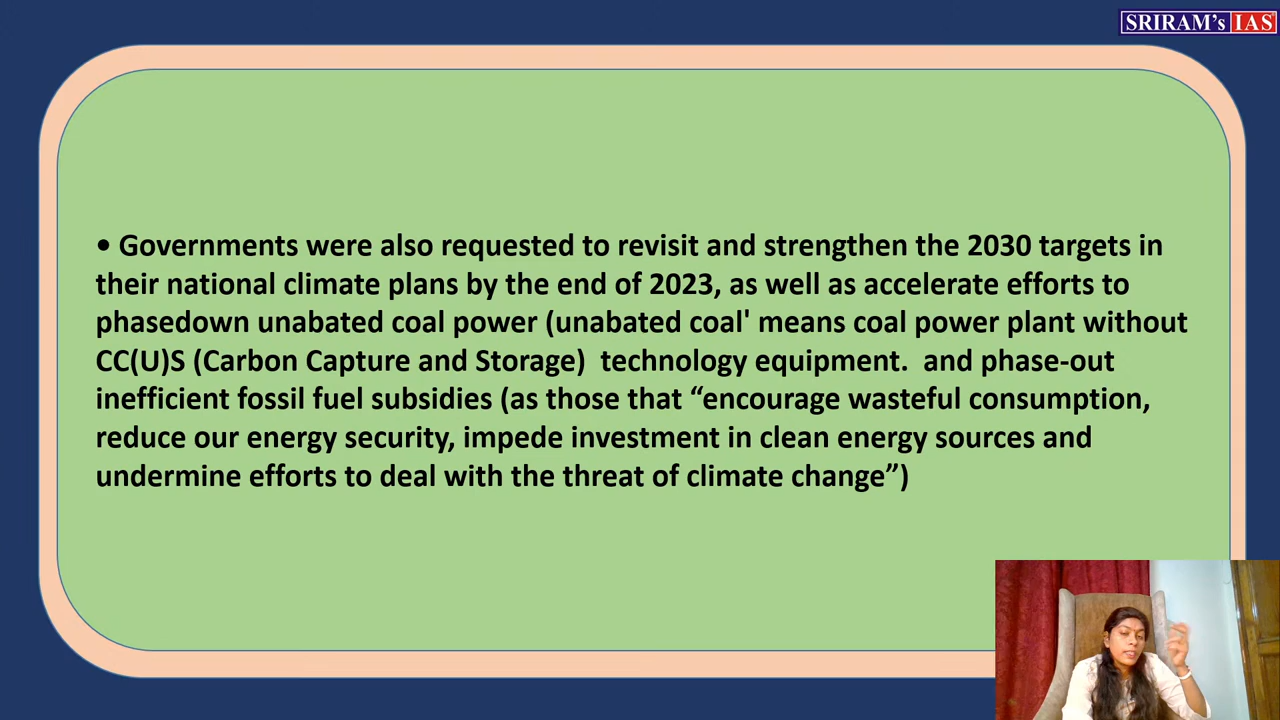 SRIRAM's IAS
• Governments were also requested to revisit and strengthen the 2030 targets in
their national climate plans by the end of 2023, as well as accelerate efforts to
phasedown unabated coal power (unabated coal' means coal power plant without
CC(U)S (Carbon Capture and Storage)  technology equipment.  and phase-out
inefficient fossil fuel subsidies (as those that “encourage wasteful consumption,
reduce our energy security, impede investment in clean energy sources and
undermine efforts to deal with the threat of climate change”)